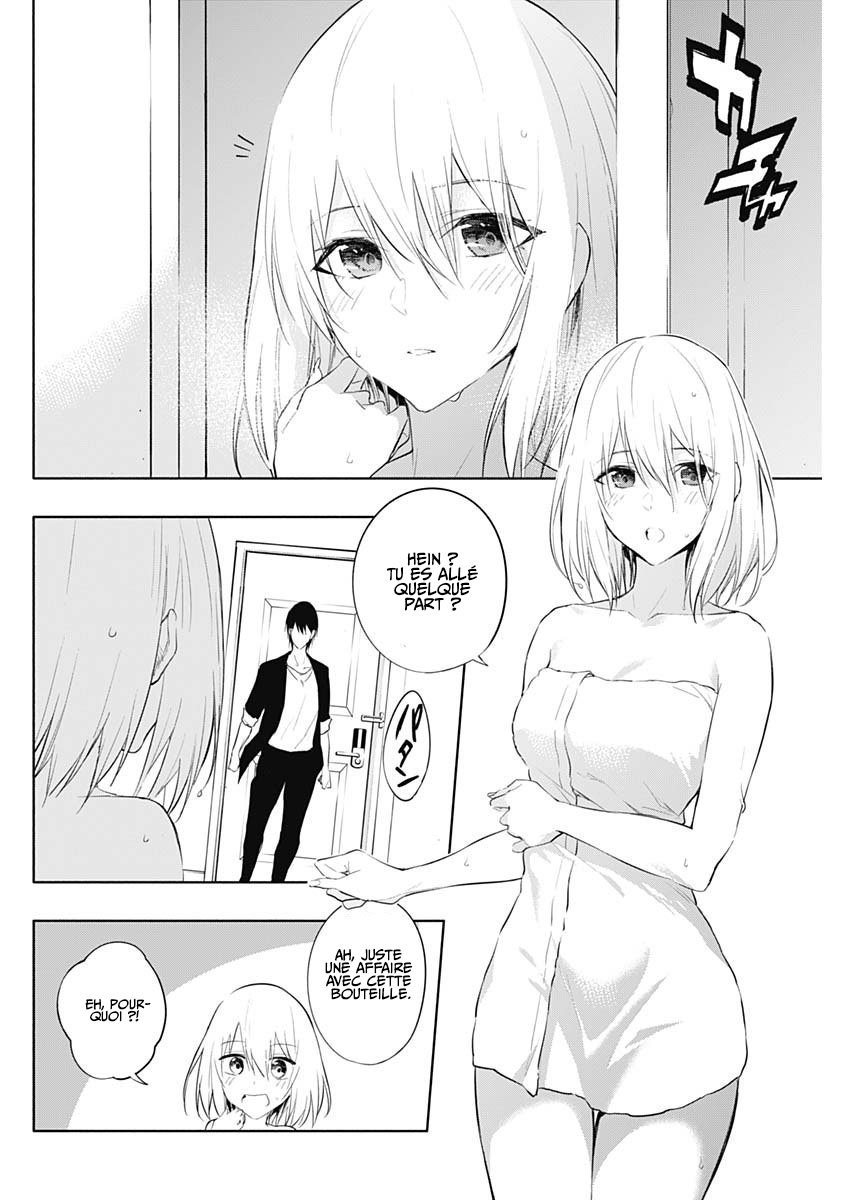 ガチャ
HEIN ?
TU ES ALLÉ
QUELQUE
PART ?
パタン
AH, JUSTE
UNE AFFAIRE
AVEC CETTE
BOUTEILLE.
EH, POUR-
QUOI ?!